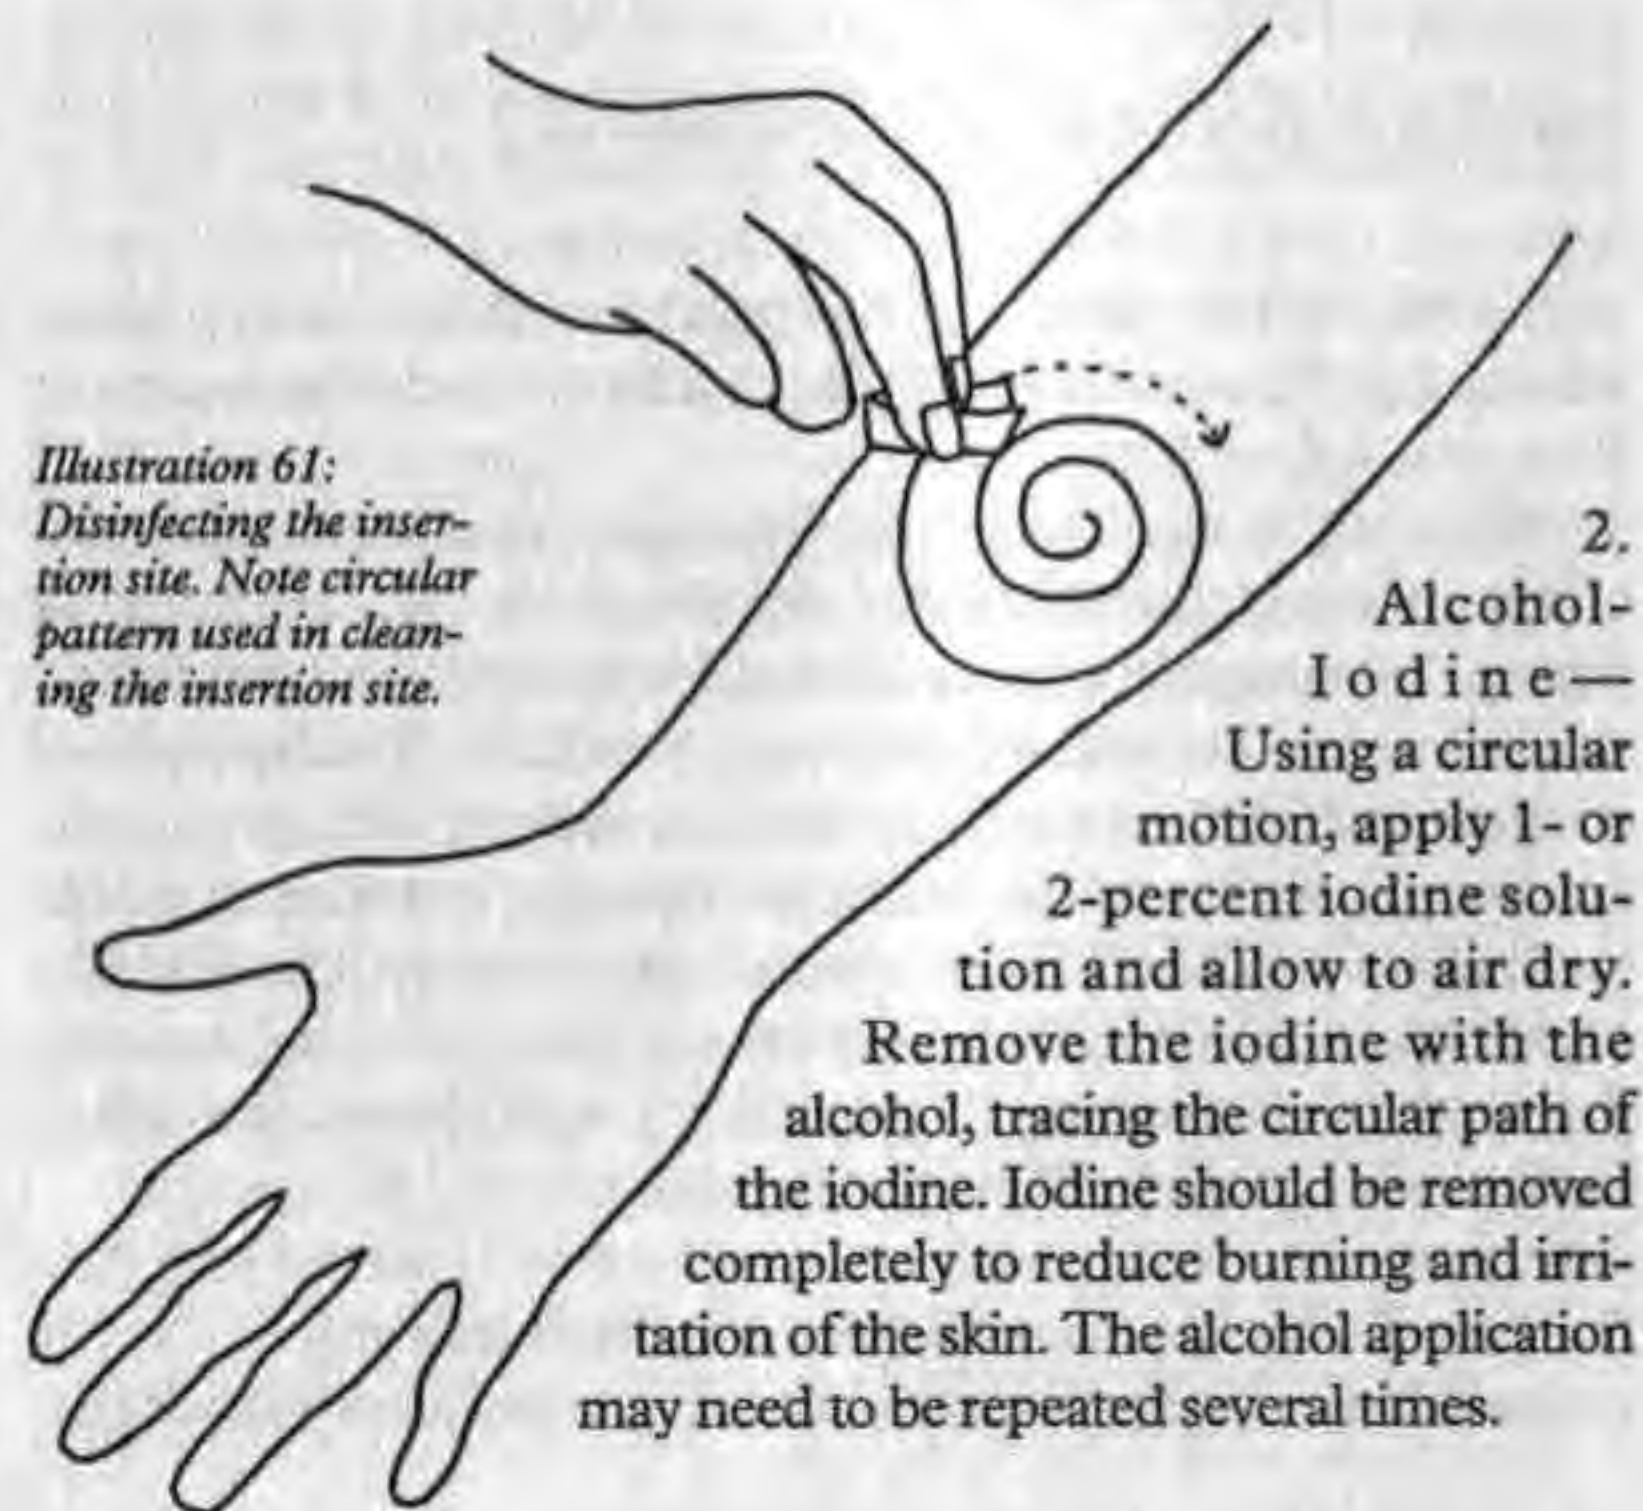 Illustration 61:
Disinfecting the inser-
tion site. Note circular
pattern used in clean-
ing the insertion site.
2.
Alcohol-
Iodine—
Using a circular
motion, apply 1- or
2-percent iodine solu-
tion and allow to air dry.
Remove the iodine with the
alcohol, tracing the circular path of
the iodine. Iodine should be removed
completely to reduce burning and irri-
tation of the skin. The alcohol application
may need to be repeated several times.